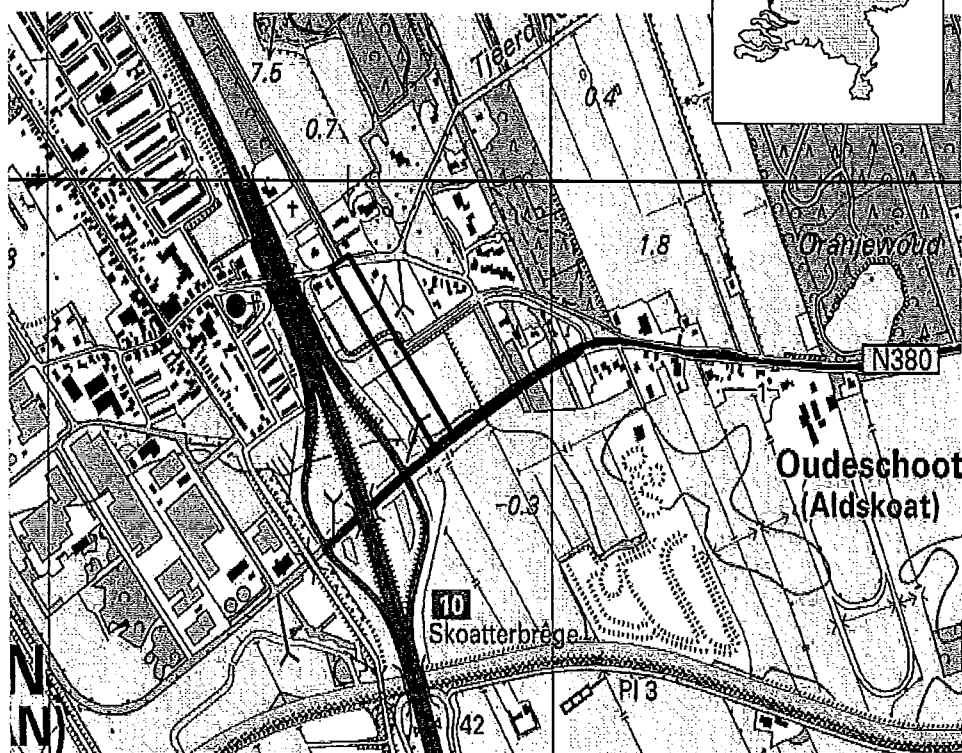 7.5
Tjeerd
0.7
0.4
1.8
Oranjewoud
N380
Oudeschoot
(Aldskoat)
-0.3
10
Skoatterbrêge
Pl 3
42
N
N)